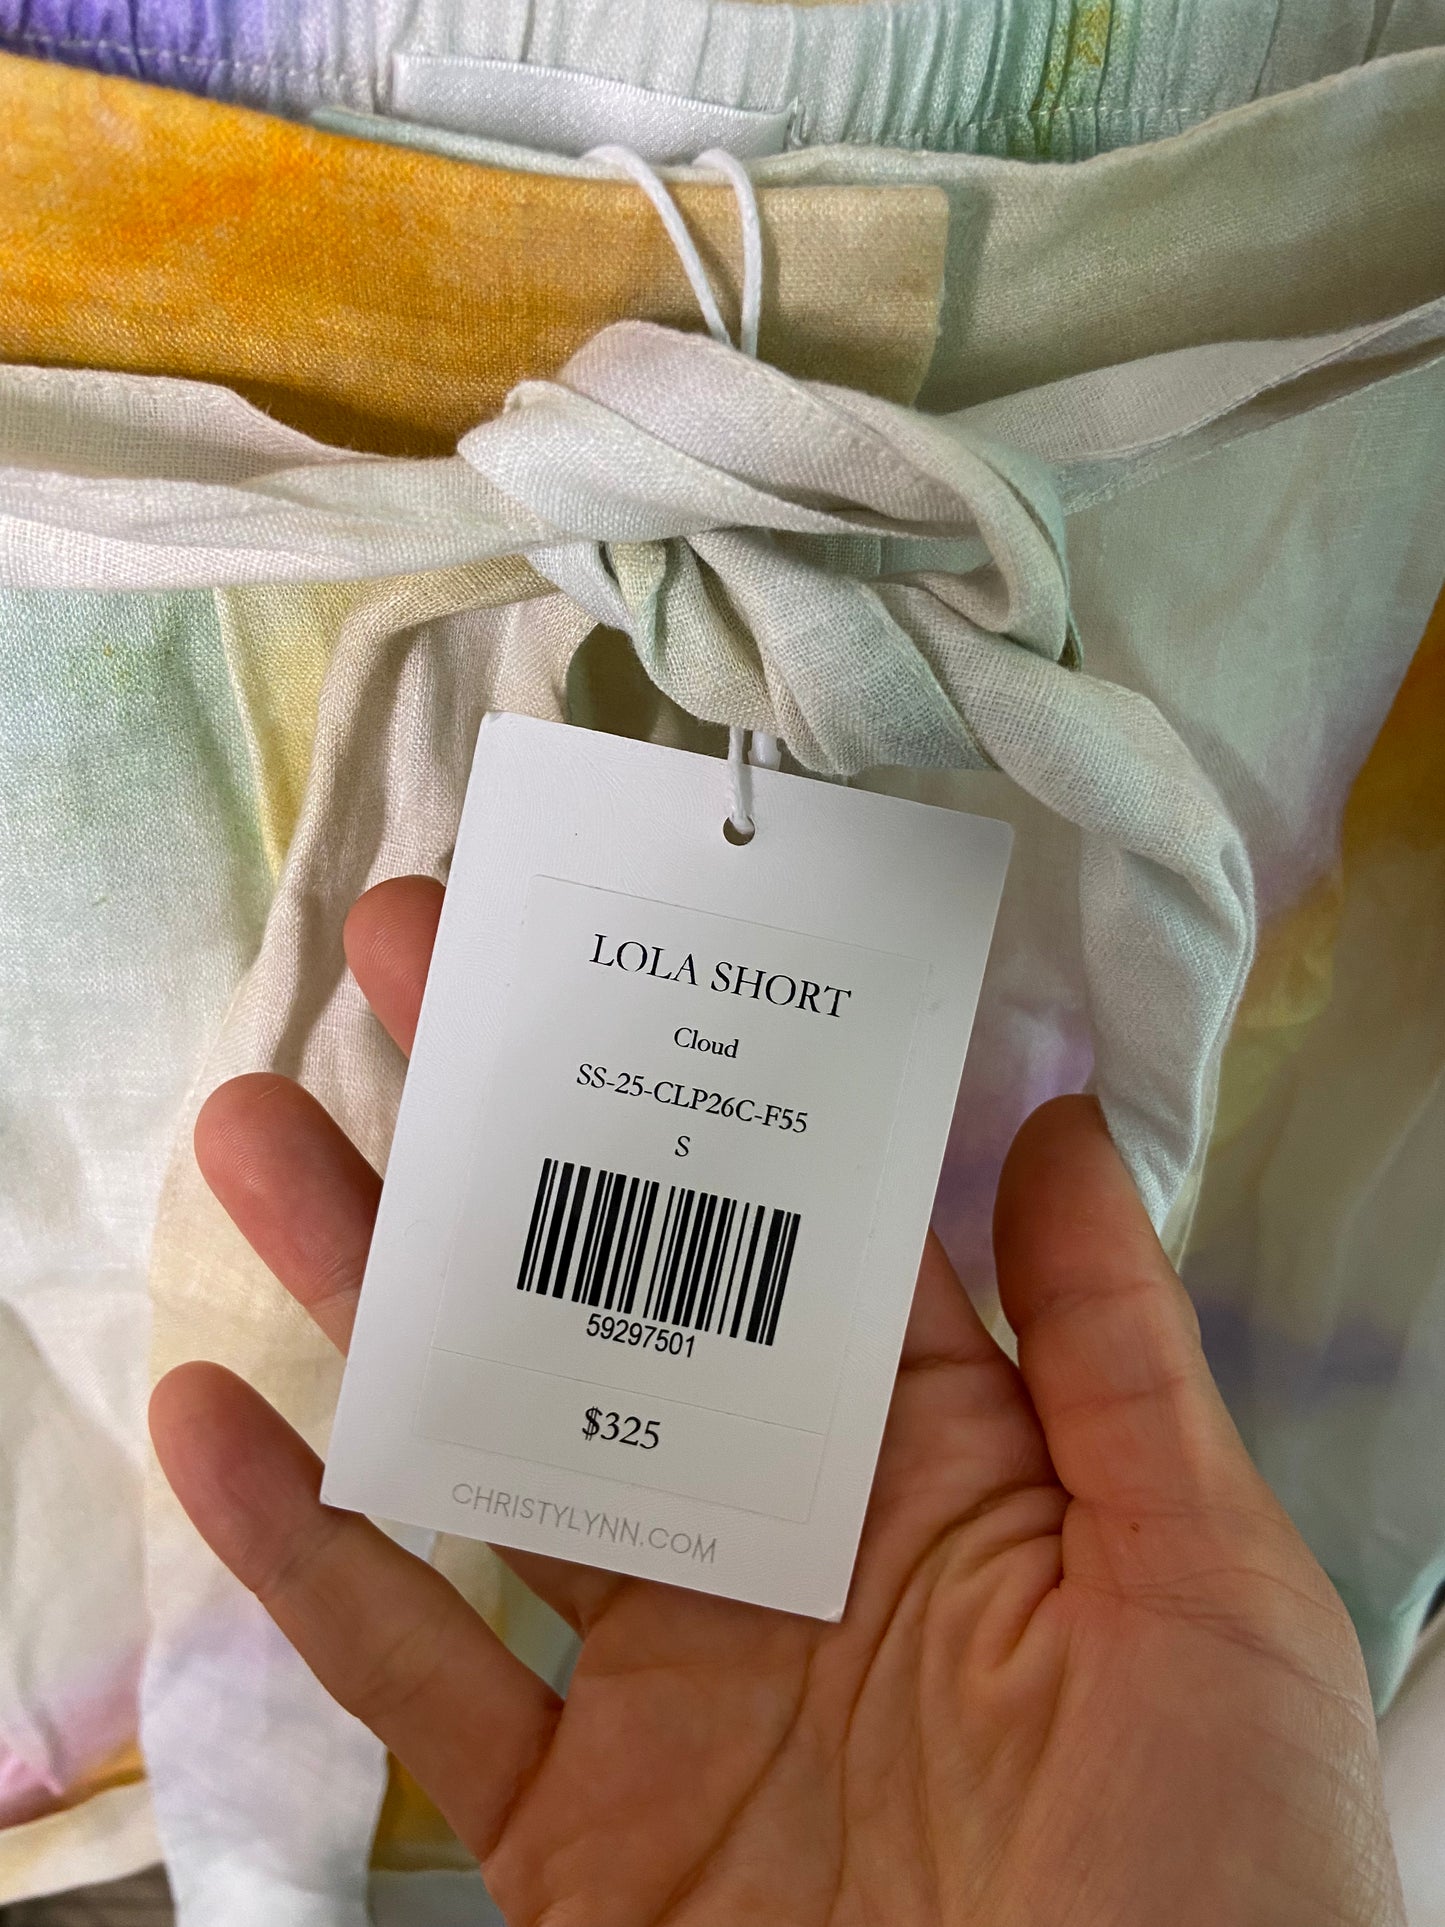 LOLA SHORT
Cloud
SS-25-CLP26C-F55
S
59297501
$325
CHRISTYLYNN.COM